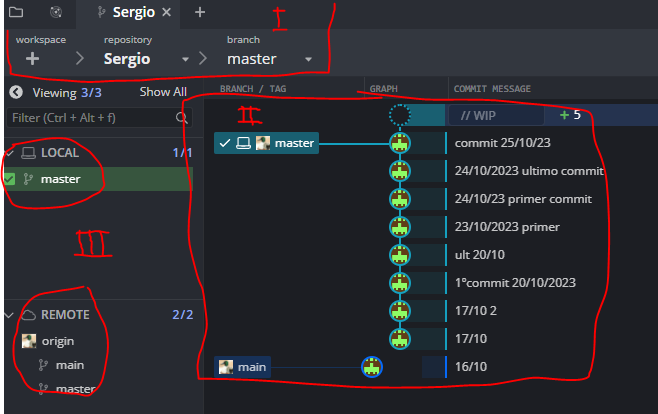 Sergio
I
workspace
repository
branch
Sergio
master
Viewing 3/3
Show All
BRANCH / TAG
GRAPH
COMMIT MESSAGE
Filter (Ctrl + Alt + f)
II
// WIP
5
LOCAL
1/1
master
master
commit 25/10/23
24/10/2023 ultimo commit
24/10/23 primer commit
23/10/2023 primer
ult 20/10
1°commit 20/10/2023
17/10 2
17/10
16/10
III
REMOTE
2/2
origin
main
master
main